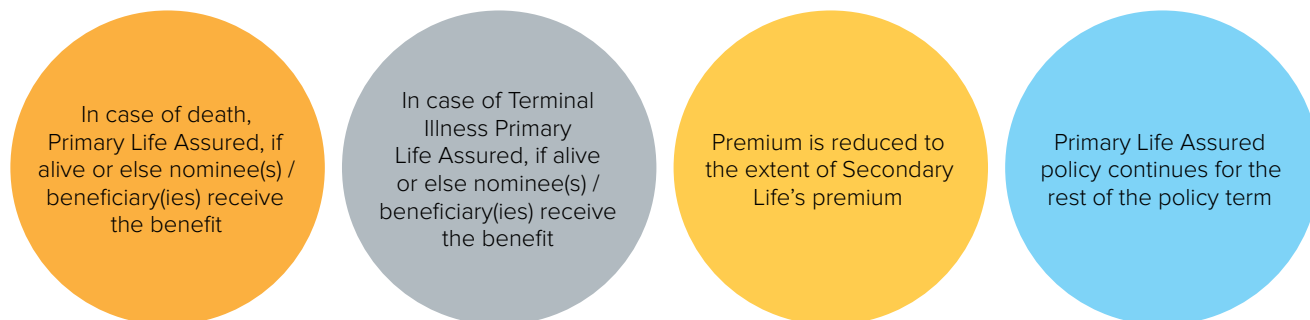 In case of death,
Primary Life Assured, if
alive or else nominee(s) /
beneficiary(ies) receive
the benefit
In case of Terminal
Illness Primary
Life Assured, if alive
or else nominee(s) /
beneficiary(ies) receive
the benefit
Premium is reduced to
the extent of Secondary
Life’s premium
Primary Life Assured
policy continues for the
rest of the policy term